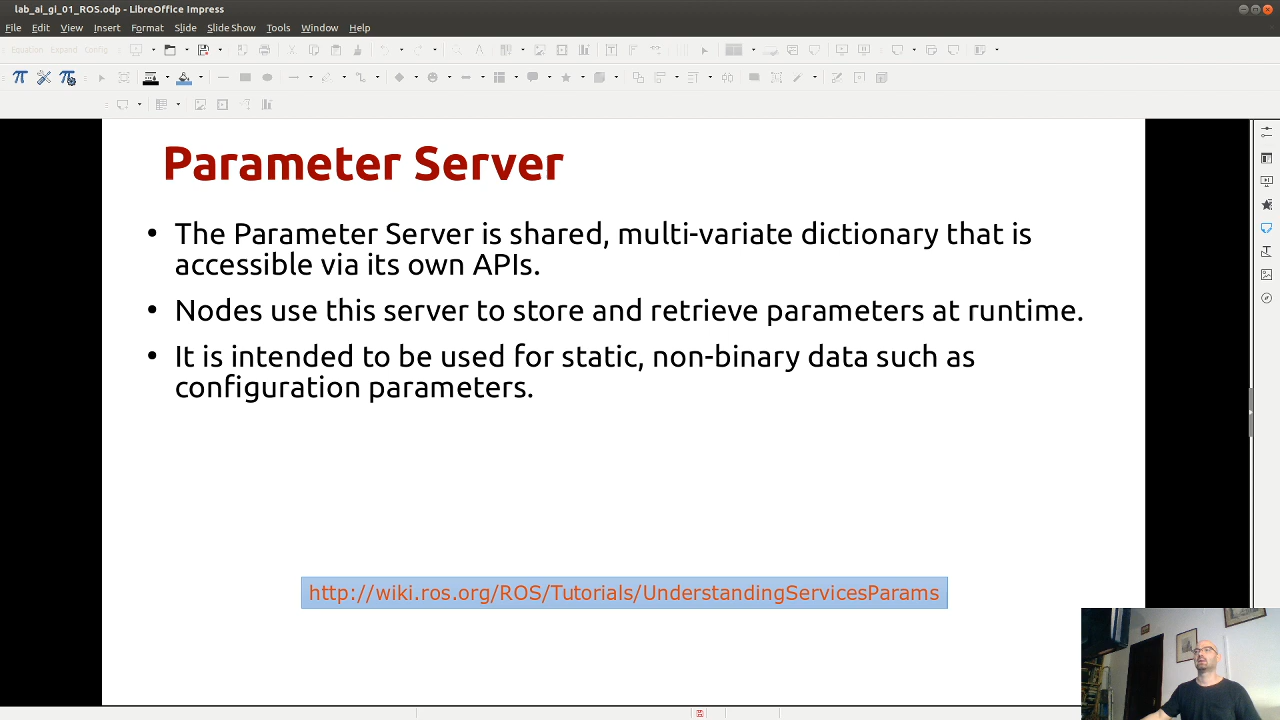 lab_ai_gi_01_ROS.odp - LibreOffice Impress
File Edit View Insert Format Slide Slide Show Tools Window Help
Equation Expand Config
Parameter Server
• The Parameter Server is shared, multi-variate dictionary that is
accessible via its own APIs.
• Nodes use this server to store and retrieve parameters at runtime.
• It is intended to be used for static, non-binary data such as
configuration parameters.
http://wiki.ros.org/ROS/Tutorials/UnderstandingServicesParams